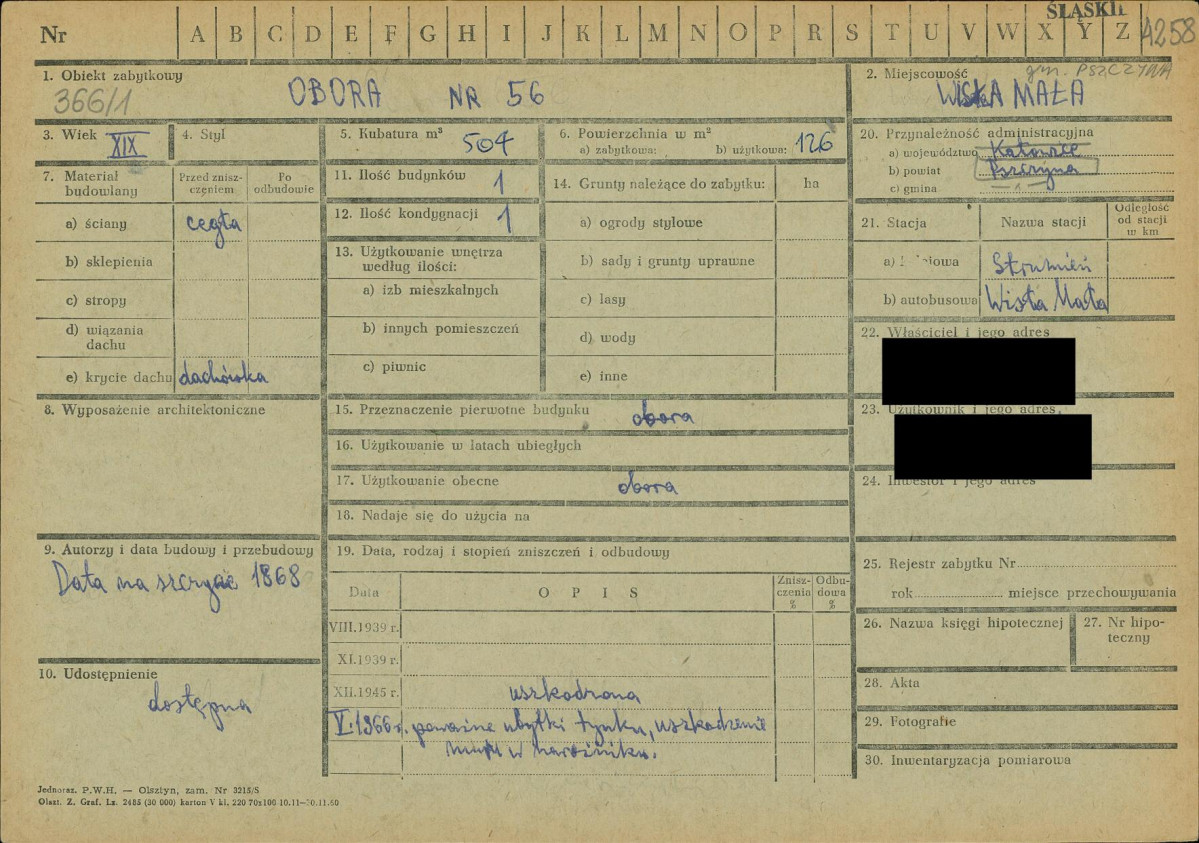 ŚLĄSKIE
Nr A B C D E F G H I J K L M N O P R S T U V W X Y Z 4258
1. Obiekt zabytkowy
366/1
OBORA NR 56
2. Miejscowość gm. PSZCZYNA
WISŁA MAŁA
3. Wiek XIX
4. Styl
5. Kubatura m³ 504
6. Powierzchnia w m²
a) zabytkowa: b) użytkowa: 126
20. Przynależność administracyjna
a) województwo Katowice
b) powiat Pszczyna
c) gmina
7. Materiał budowlany
Przed zniszczeniem
Po odbudowie
a) ściany cegła
b) sklepienia
c) stropy
d) wiązania dachu
e) krycie dachu dachówka
11. Ilość budynków 1
12. Ilość kondygnacji 1
13. Użytkowanie wnętrza według ilości:
a) izb mieszkalnych
b) innych pomieszczeń
c) piwnic
14. Grunty należące do zabytku: ha
a) ogrody stylowe
b) sady i grunty uprawne
c) lasy
d) wody
e) inne
21. Stacja
Nazwa stacji
Odległość od stacji w km
a) Strumień
b) autobusowa Wisła Mała
22. Właściciel i jego adres
23. Użytkownik i jego adres
24. Inwestor i jego adres
8. Wyposażenie architektoniczne
15. Przeznaczenie pierwotne budynku obora
16. Użytkowanie w latach ubiegłych
17. Użytkowanie obecne obora
18. Nadaje się do użycia na
9. Autorzy i data budowy i przebudowy
Data na szczycie 1868
10. Udostępnienie
dostępna
19. Data, rodzaj i stopień zniszczeń i odbudowy
Data
O P I S
Zniszczenia %
Odbudowa %
VIII.1939 r.
XI.1939 r.
XII.1945 r. uszkodzona
V.1966 r. poważne ubytki tynku, uszkodzenie
muru w narożniku.
25. Rejestr zabytku Nr
rok miejsce przechowywania
26. Nazwa księgi hipotecznej
27. Nr hipoteczny
28. Akta
29. Fotografie
30. Inwentaryzacja pomiarowa
Jednoraz. P.W.H. — Olsztyn, zam. Nr 3215/S
Olszt. Z. Graf. Lz. 2485 (30 000) karton V kl. 220 70x100 10.11—30.11.60